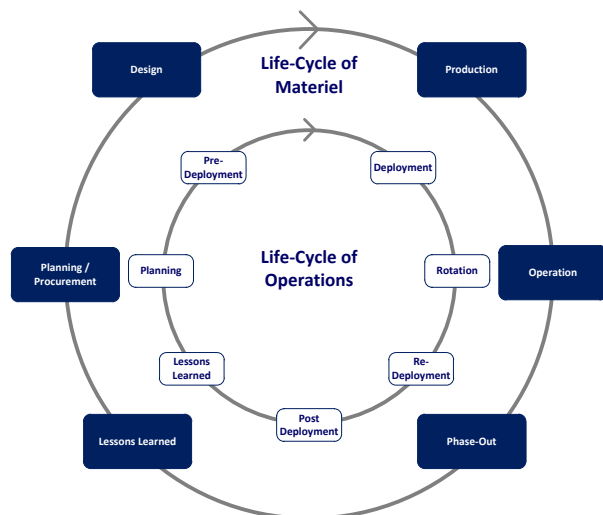 Design
Life-Cycle of
Materiel
Production
Pre-
Deployment
Deployment
Planning /
Procurement
Planning
Life-Cycle of
Operations
Rotation
Operation
Lessons
Learned
Re-
Deployment
Post
Deployment
Lessons Learned
Phase-Out